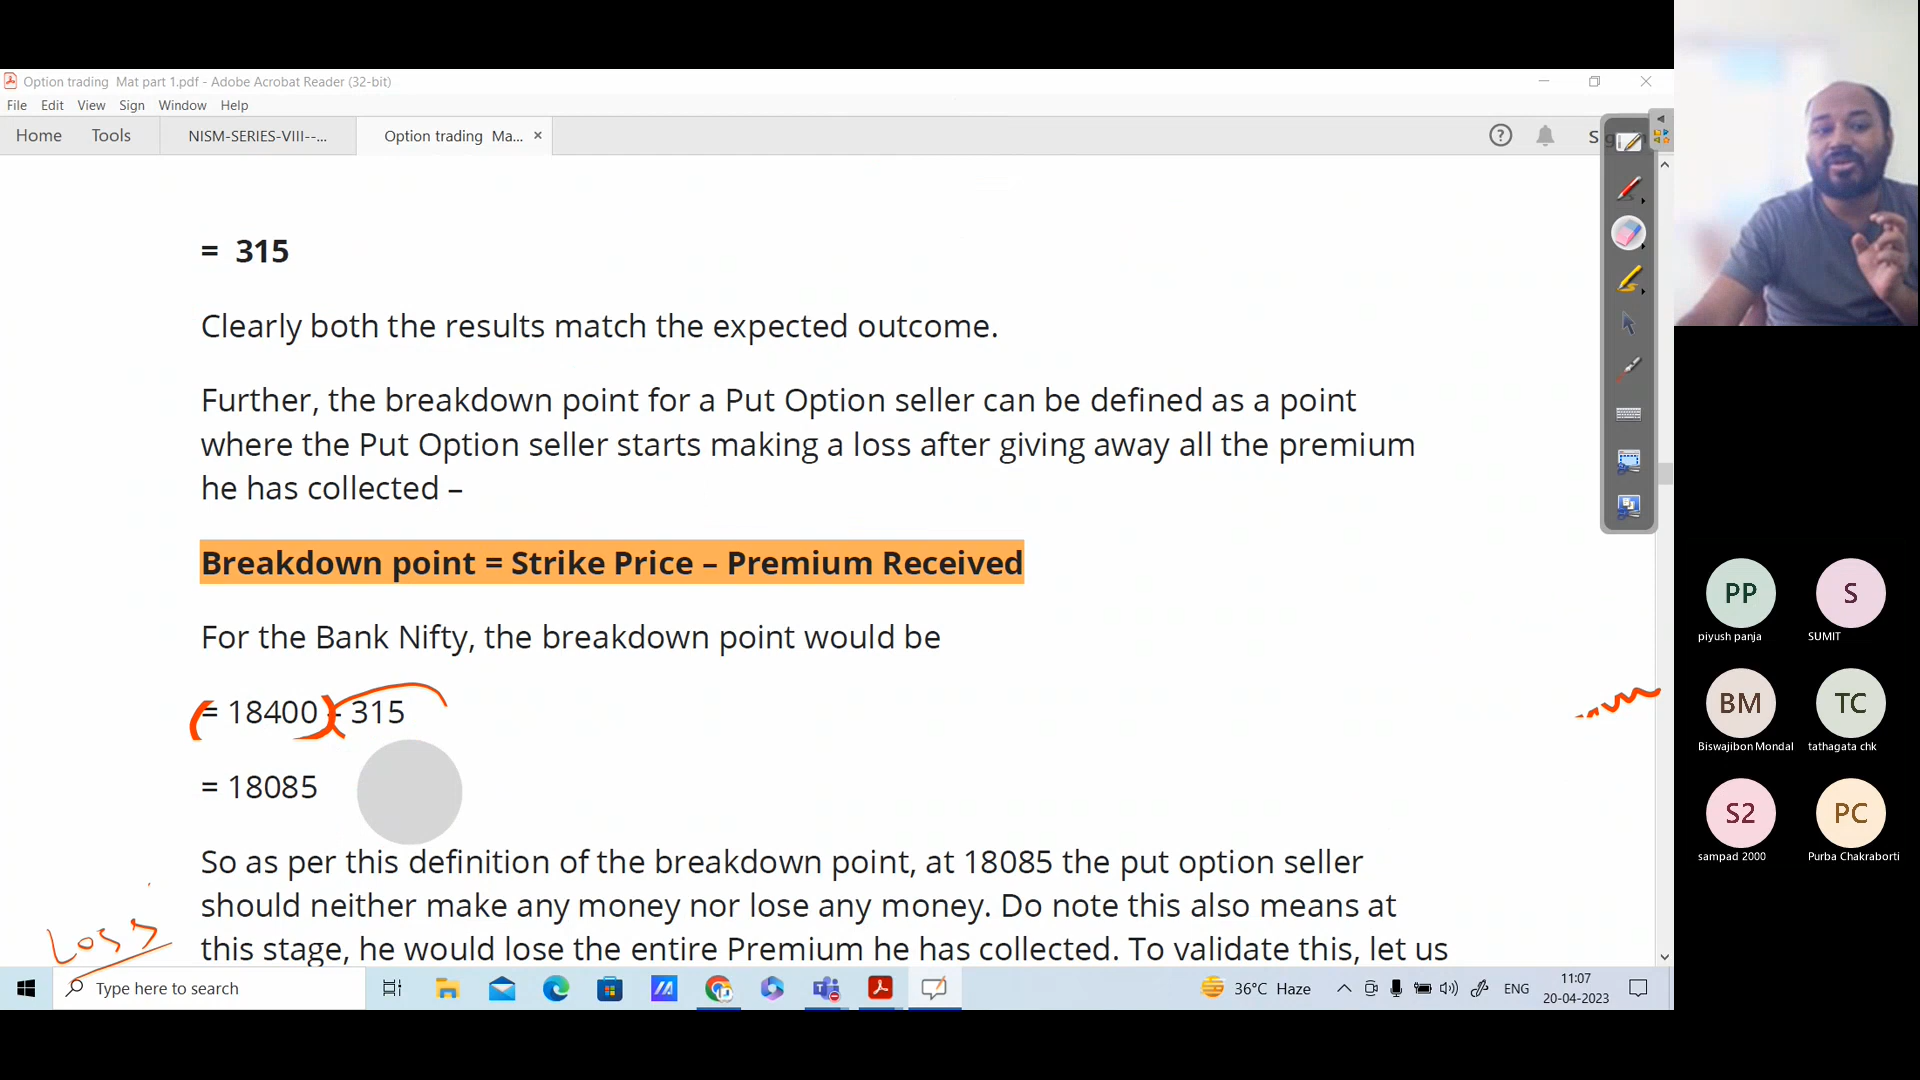 Option trading Mat part 1.pdf - Adobe Acrobat Reader (32-bit)
File Edit View Sign Window Help
Home Tools NISM-SERIES-VIII--... Option trading Ma...
= 315
Clearly both the results match the expected outcome.
Further, the breakdown point for a Put Option seller can be defined as a point
where the Put Option seller starts making a loss after giving away all the premium
he has collected –
Breakdown point = Strike Price – Premium Received
For the Bank Nifty, the breakdown point would be
= 18400 – 315
= 18085
So as per this definition of the breakdown point, at 18085 the put option seller
should neither make any money nor lose any money. Do note this also means at
this stage, he would lose the entire Premium he has collected. To validate this, let us
Loss
Type here to search
36°C Haze
ENG
11:07
20-04-2023
PP S
piyush panja SUMIT
BM TC
Biswajibon Mondal tathagata chk
S2 PC
sampad 2000 Purba Chakraborti